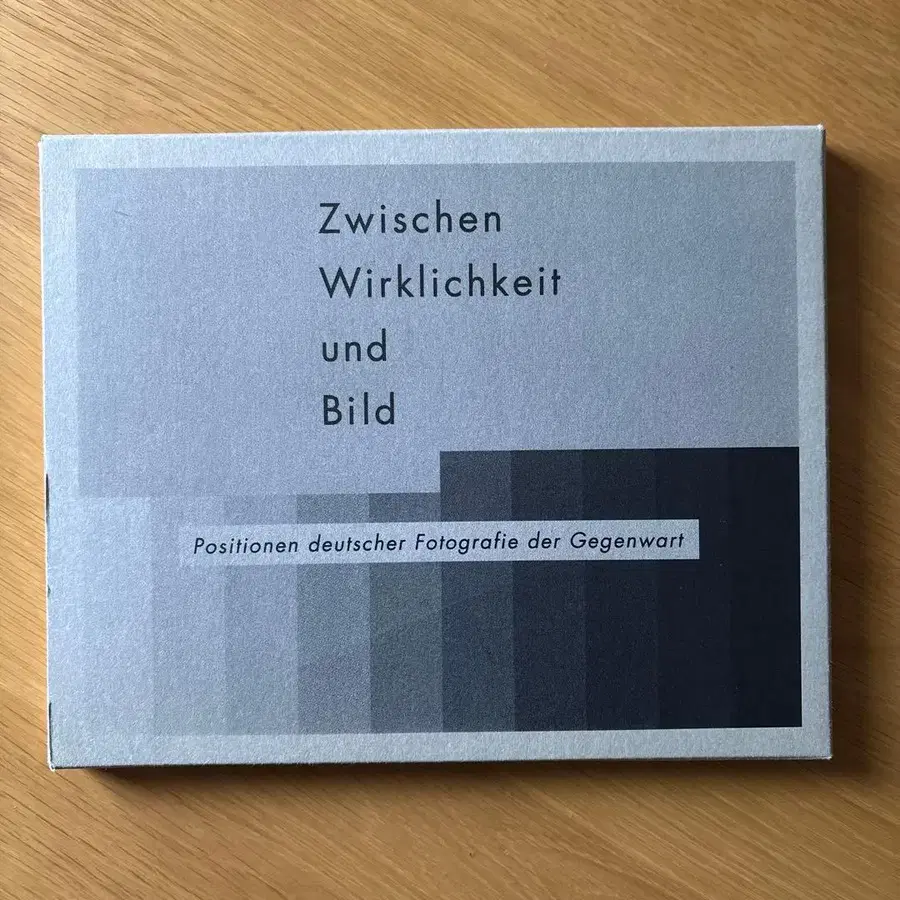 Zwischen
Wirklichkeit
und
Bild
Positionen deutscher Fotografie der Gegenwart